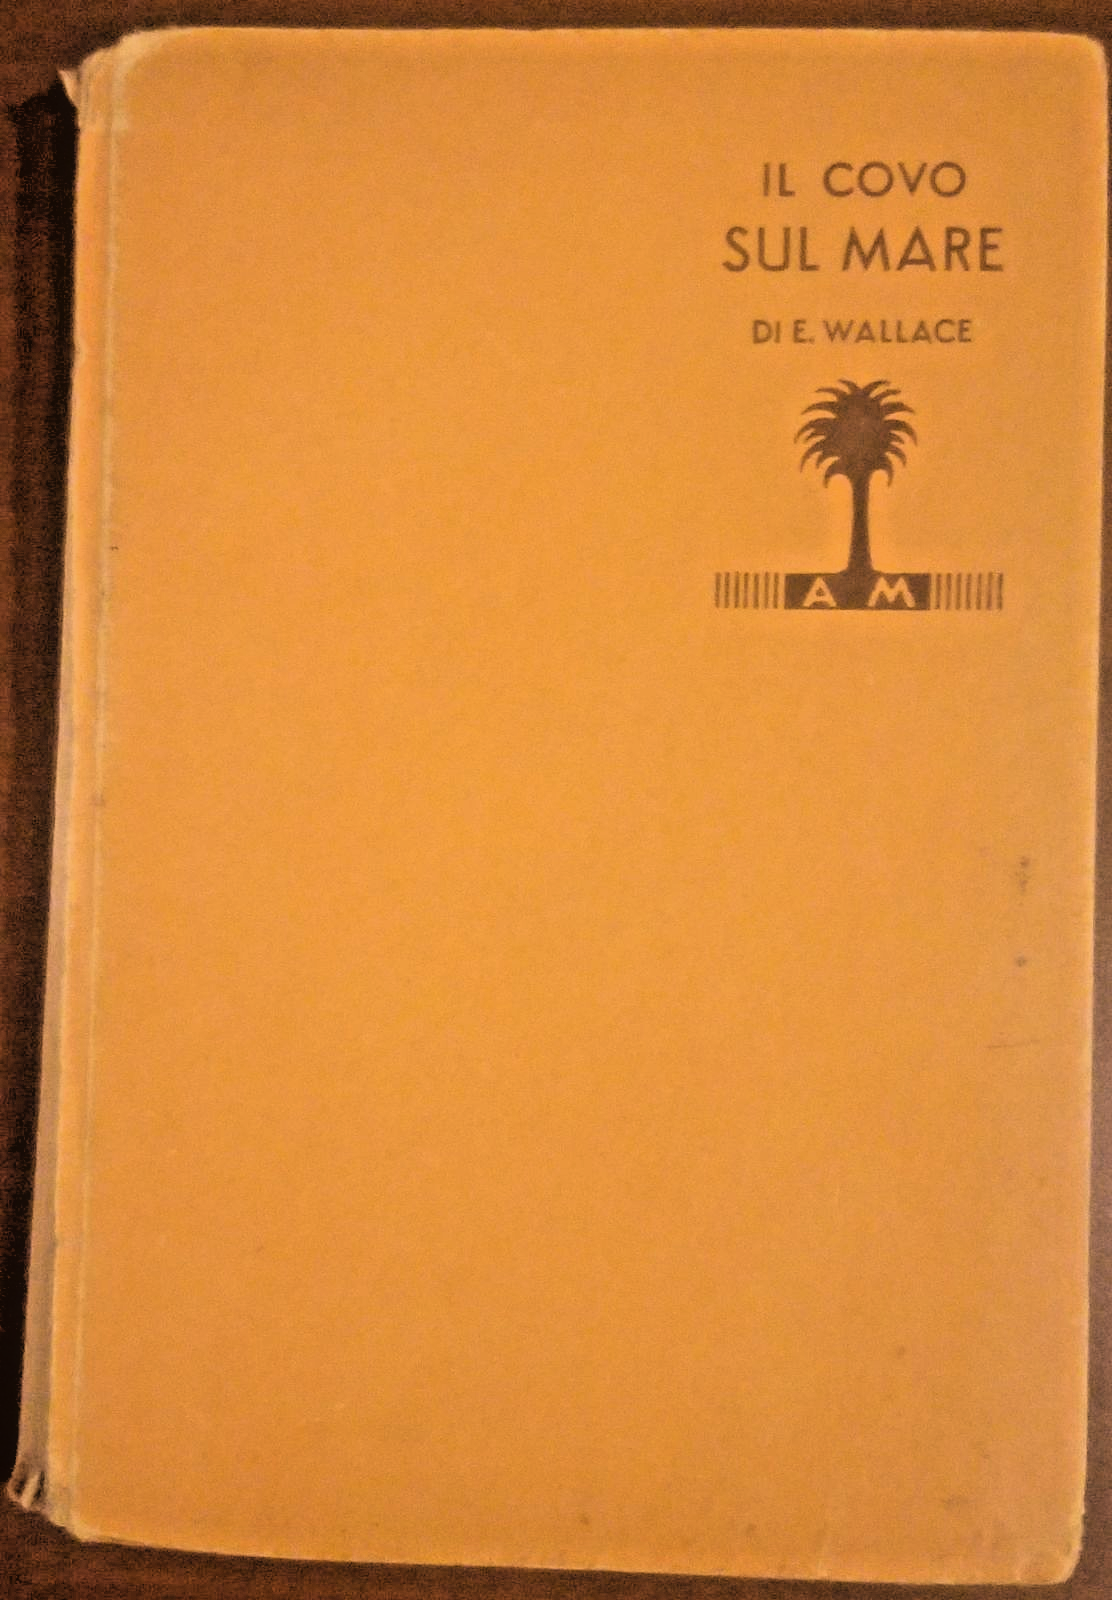 IL COVO
SUL MARE
DI E. WALLACE
A M